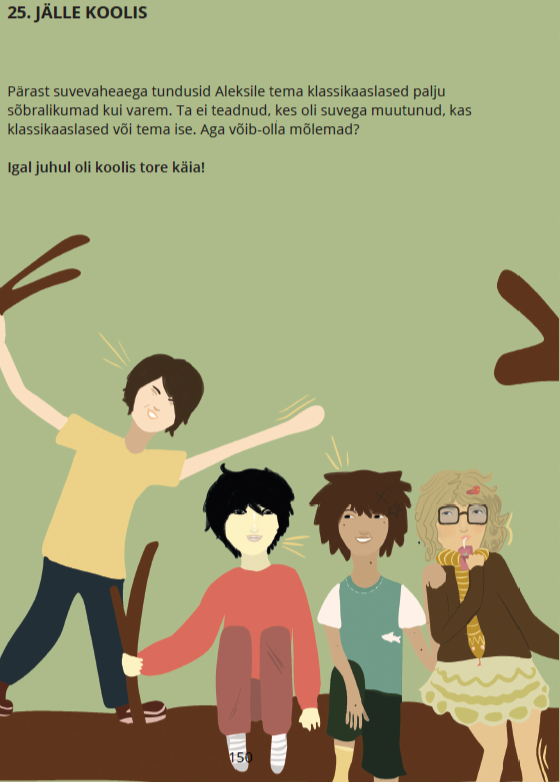 25. JÄLLE KOOLIS
Pärast suvevaheaega tundusid Aleksile tema klassikaaslased palju
sõbralikumad kui varem. Ta ei teadnud, kes oli suvega muutunud, kas
klassikaaslased või tema ise. Aga võib-olla mõlemad?
Igal juhul oli koolis tore käia!
150